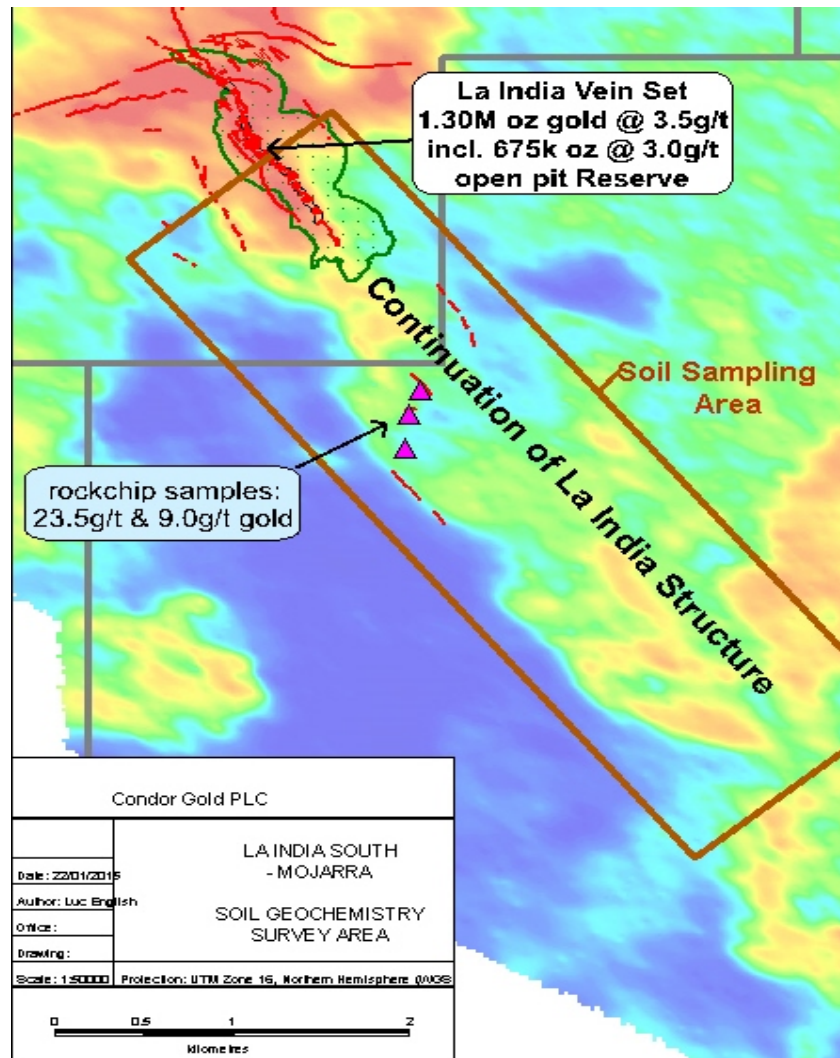 La India Vein Set
1.30M oz gold @ 3.5g/t
incl. 675k oz @ 3.0g/t
open pit Reserve
Continuation of La India Structure
Soil Sampling
Area
rockchip samples:
23.5g/t & 9.0g/t gold
Condor Gold PLC
LA INDIA SOUTH
- MOJARRA
SOIL GEOCHEMISTRY
SURVEY AREA
Date: 22/01/2015
Author: Luc English
Office:
Drawing:
Scale: 1:50000
Projection: UTM Zone 16, Northern Hemisphere (WGS
0 0.5 1 2
kilometres